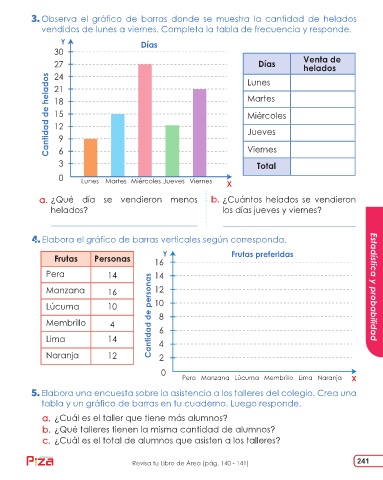 3. Observa el gráfico de barras donde se muestra la cantidad de helados
vendidos de lunes a viernes. Completa la tabla de frecuencia y responde.
Y
Días
30
27
24
21
18
15
12
9
6
3
0
Cantidad de helados
Lunes Martes Miércoles Jueves Viernes
X
Días Venta de helados
Lunes
Martes
Miércoles
Jueves
Viernes
Total
a. ¿Qué día se vendieron menos
helados?
b. ¿Cuántos helados se vendieron
los días jueves y viernes?
4. Elabora el gráfico de barras verticales según corresponda.
Frutas Personas
Pera 14
Manzana 16
Lúcuma 10
Membrillo 4
Lima 14
Naranja 12
Y
Frutas preferidas
16
14
12
10
8
6
4
2
0
Cantidad de personas
Pera Manzana Lúcuma Membrillo Lima Naranja
X
5. Elabora una encuesta sobre la asistencia a los talleres del colegio. Crea una
tabla y un gráfico de barras en tu cuaderno. Luego responde.
a. ¿Cuál es el taller que tiene más alumnos?
b. ¿Qué talleres tienen la misma cantidad de alumnos?
c. ¿Cuál es el total de alumnos que asisten a los talleres?
Estadística y probabilidad
Pizza
Revisa tu Libro de Área (pág. 140 - 141)
241